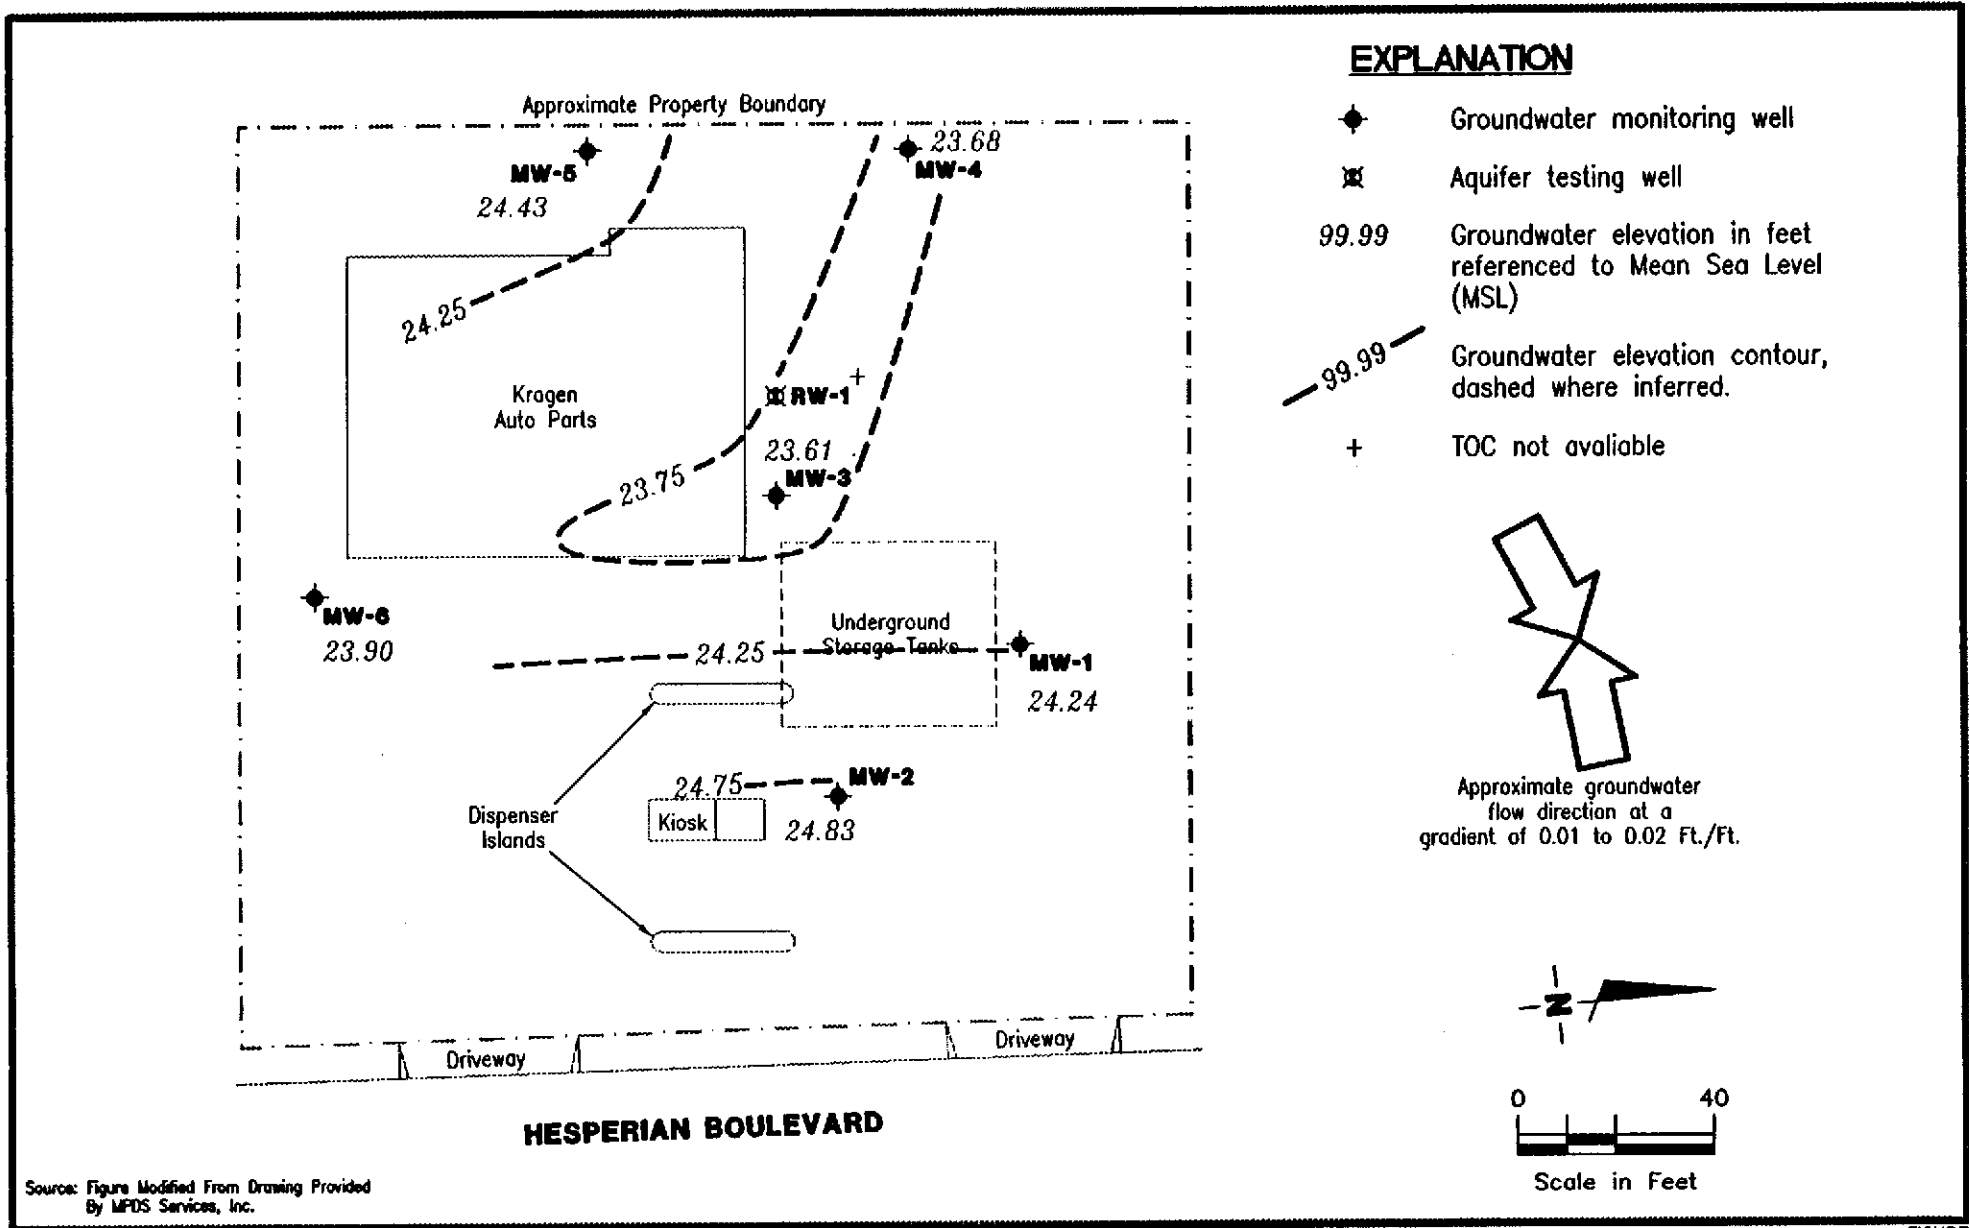 Approximate Property Boundary
MW-5
24.43
23.68
MW-4
24.25
Kragen
Auto Parts
+
RW-1
23.61
MW-3
23.75
MW-6
23.90
Underground
Storage Tanks
24.25
MW-1
24.24
24.75
MW-2
Kiosk
24.83
Dispenser
Islands
Driveway
Driveway
HESPERIAN BOULEVARD
Source: Figure Modified From Drawing Provided
By MPDS Services, Inc.
EXPLANATION
Groundwater monitoring well
Aquifer testing well
99.99
Groundwater elevation in feet
referenced to Mean Sea Level
(MSL)
99.99
Groundwater elevation contour,
dashed where inferred.
+
TOC not avaliable
Approximate groundwater
flow direction at a
gradient of 0.01 to 0.02 Ft./Ft.
N
0
40
Scale in Feet